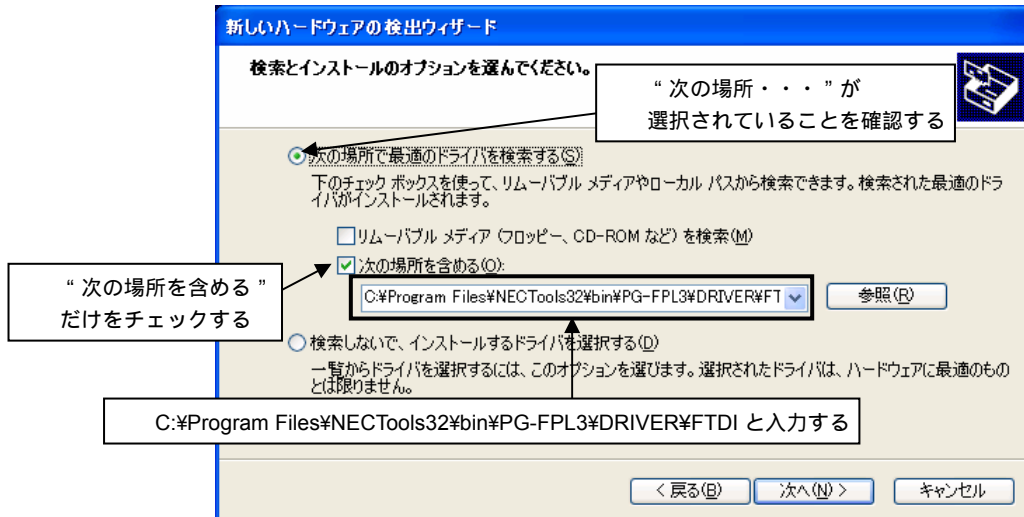 新しいハードウェアの検出ウィザード
検索とインストールのオプションを選んでください。
“ 次の場所・・・ ” が
選択されていることを確認する
次の場所で最適のドライバを検索する(S)
下のチェック ボックスを使って、リムーバブル メディアやローカル パスから検索できます。検索された最適のドラ
イバがインストールされます。
リムーバブル メディア (フロッピー、CD-ROM など) を検索(M)
次の場所を含める(O):
“ 次の場所を含める ”
だけをチェックする
C:¥Program Files¥NECTools32¥bin¥PG-FPL3¥DRIVER¥FT
参照(R)
検索しないで、インストールするドライバを選択する(D)
一覧からドライバを選択するには、このオプションを選びます。選択されたドライバは、ハードウェアに最適のもの
とは限りません。
C:¥Program Files¥NECTools32¥bin¥PG-FPL3¥DRIVER¥FTDI と入力する
< 戻る(B)
次へ(N) >
キャンセル